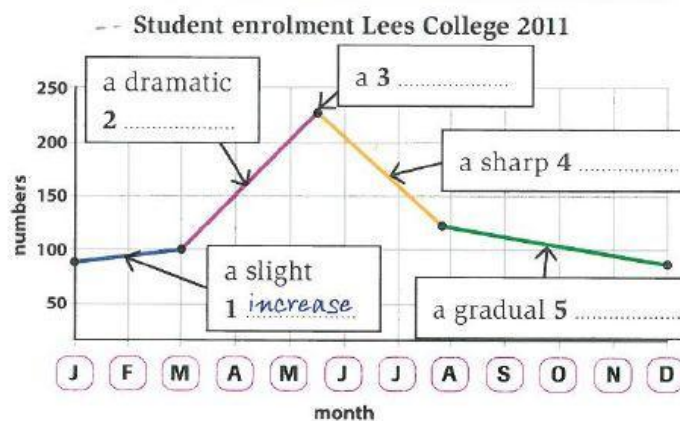 Student enrolment Lees College 2011
a dramatic
2 ....................
a 3 ....................
a sharp 4 ....................
a slight
1 increase
a gradual 5 ....................
250
200
150
100
50
numbers
J F M A M J J A S O N D
month